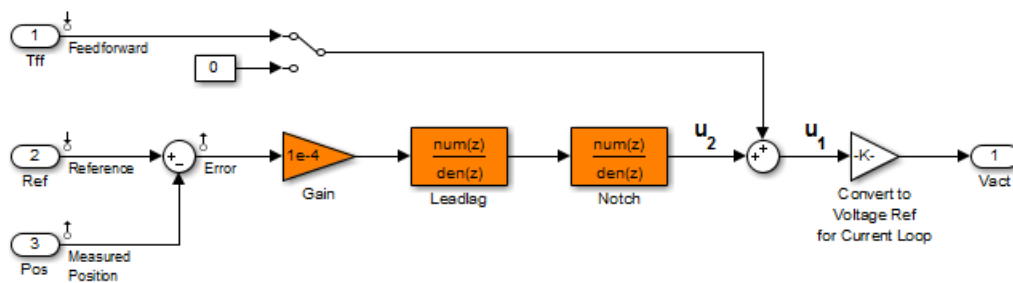 1
Tff
Feedforward
0
u2
u1
2
Ref
Reference
+
−
Error
1e-4
Gain
num(z)
den(z)
Leadlag
num(z)
den(z)
Notch
+
+
-K-
Convert to
Voltage Ref
for Current Loop
1
Vact
3
Pos
Measured
Position